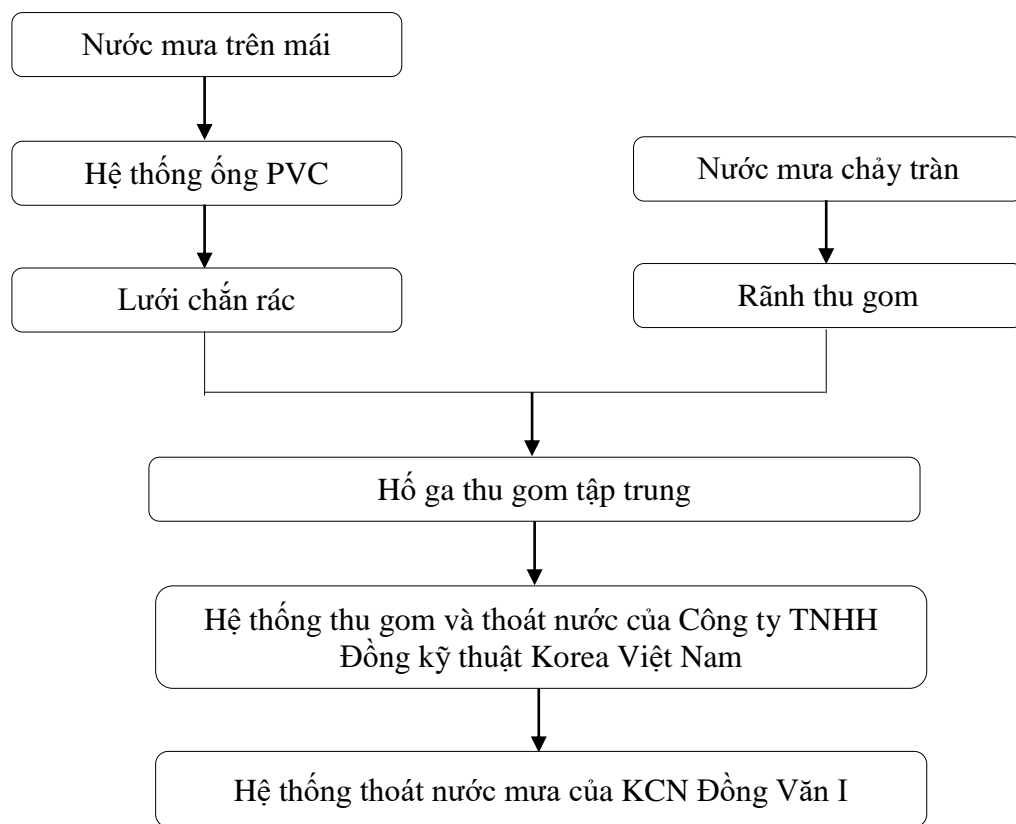 Nước mưa trên mái
Hệ thống ống PVC
Lưới chắn rác
Nước mưa chảy tràn
Rãnh thu gom
Hố ga thu gom tập trung
Hệ thống thu gom và thoát nước của Công ty TNHH
Đồng kỹ thuật Korea Việt Nam
Hệ thống thoát nước mưa của KCN Đồng Văn I